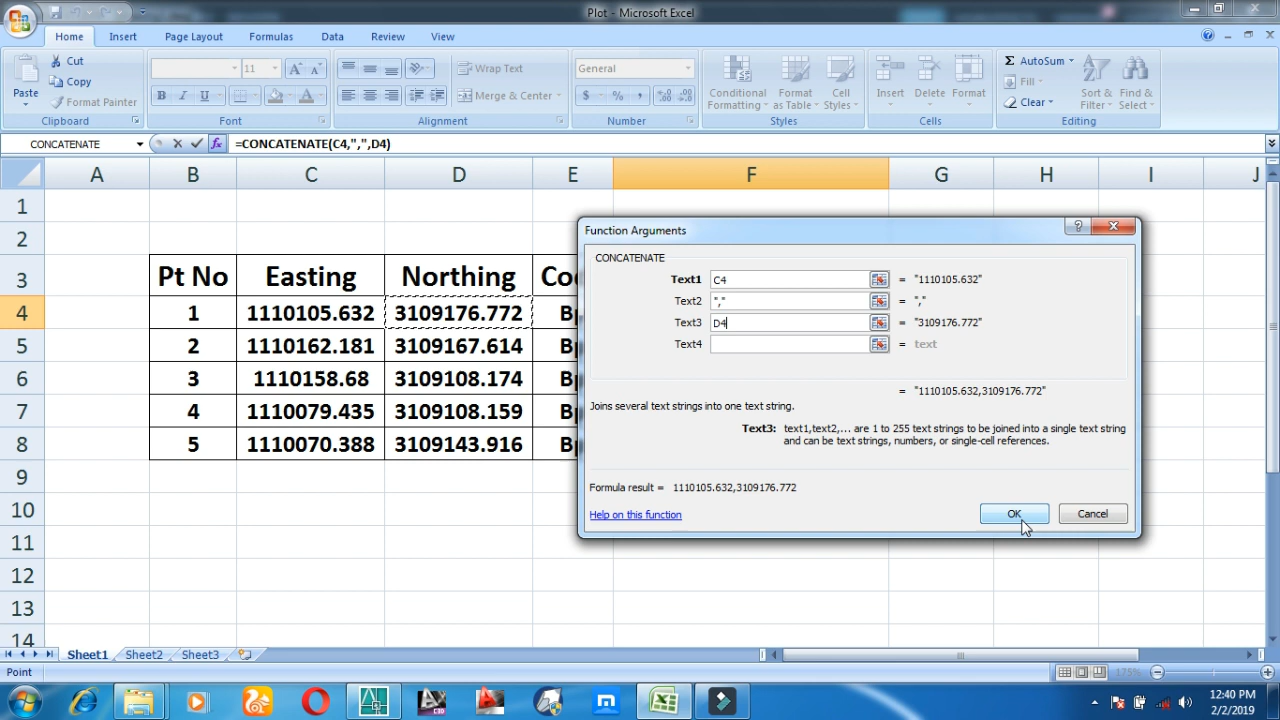 Plot - Microsoft Excel
Home Insert Page Layout Formulas Data Review View
Paste Cut Copy Format Painter
11
Wrap Text
Merge & Center
General
$ % ,
Conditional Formatting Format as Table Cell Styles
Insert Delete Format
Σ AutoSum
Fill
Clear
Sort & Filter Find & Select
Clipboard Font Alignment Number Styles Cells Editing
B I U
CONCATENATE fx =CONCATENATE(C4,",",D4)
A B C D E F G H I J
1
2
3 Pt No Easting Northing
4 1 1110105.632 3109176.772
5 2 1110162.181 3109167.614
6 3 1110158.68 3109108.174
7 4 1110079.435 3109108.159
8 5 1110070.388 3109143.916
9
10
11
12
13
14
Function Arguments
CONCATENATE
Text1 C4 = "1110105.632"
Text2 "," = ","
Text3 D4 = "3109176.772"
Text4 = text
= "1110105.632,3109176.772"
Joins several text strings into one text string.
Text3: text1,text2,... are 1 to 255 text strings to be joined into a single text string
and can be text strings, numbers, or single-cell references.
Formula result = 1110105.632,3109176.772
Help on this function
OK Cancel
Sheet1 Sheet2 Sheet3
Point 175%
12:40 PM
2/2/2019